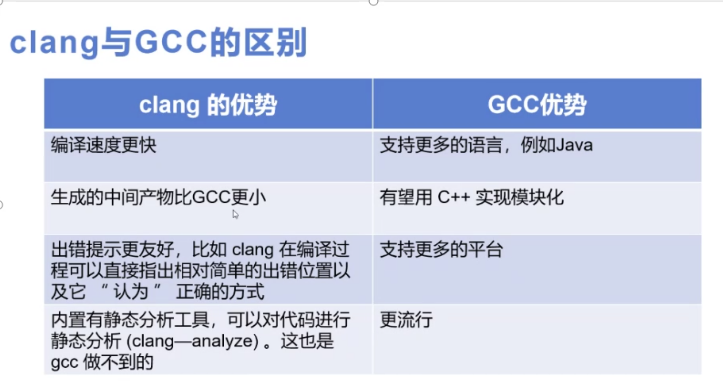 clang与GCC的区别
clang 的优势
GCC优势
编译速度更快
支持更多的语言，例如Java
生成的中间产物比GCC更小
有望用 C++ 实现模块化
出错提示更友好，比如 clang 在编译过
程可以直接指出相对简单的出错位置以
及它 “ 认为 ” 正确的方式
支持更多的平台
内置有静态分析工具，可以对代码进行
静态分析 (clang—analyze) 。这也是
gcc 做不到的
更流行